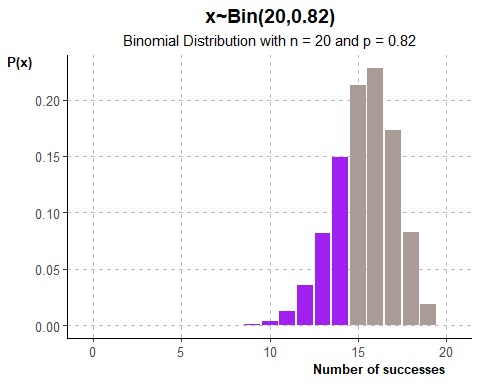 x~Bin(20,0.82)
Binomial Distribution with n = 20 and p = 0.82
P(x)
0.20
0.15
0.10
0.05
0.00
0 5 10 15 20
Number of successes